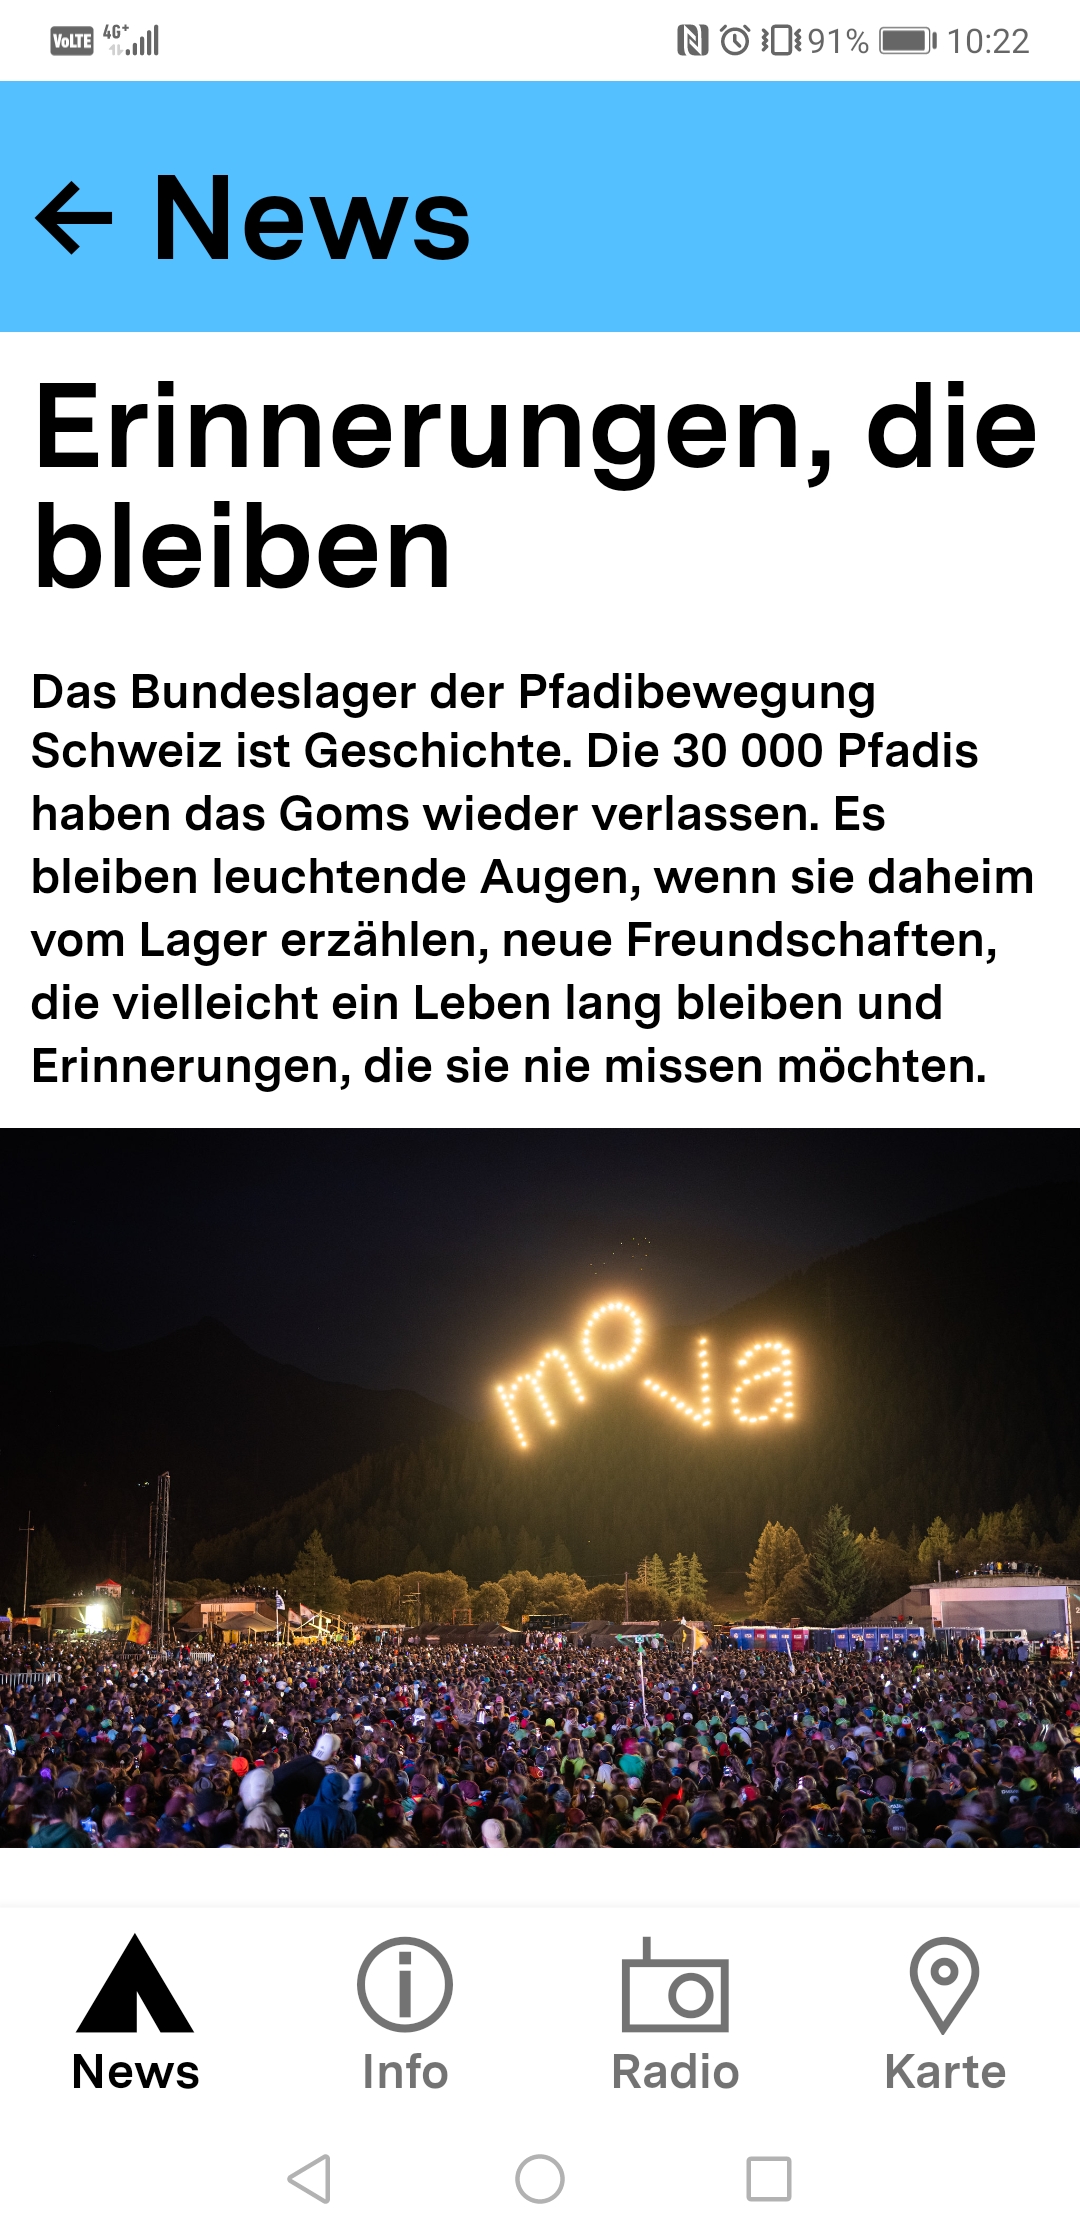 VoLTE 4G+ 91% 10:22
← News
Erinnerungen, die
bleiben
Das Bundeslager der Pfadibewegung
Schweiz ist Geschichte. Die 30 000 Pfadis
haben das Goms wieder verlassen. Es
bleiben leuchtende Augen, wenn sie daheim
vom Lager erzählen, neue Freundschaften,
die vielleicht ein Leben lang bleiben und
Erinnerungen, die sie nie missen möchten.
mova
News Info Radio Karte